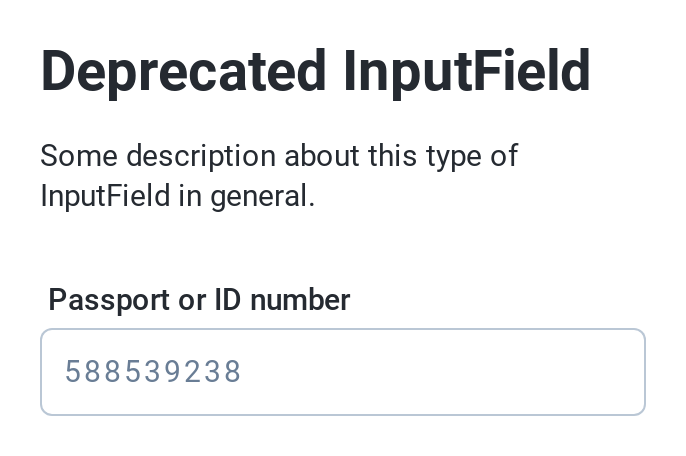 Deprecated InputField
Some description about this type of
InputField in general.
Passport or ID number
588539238